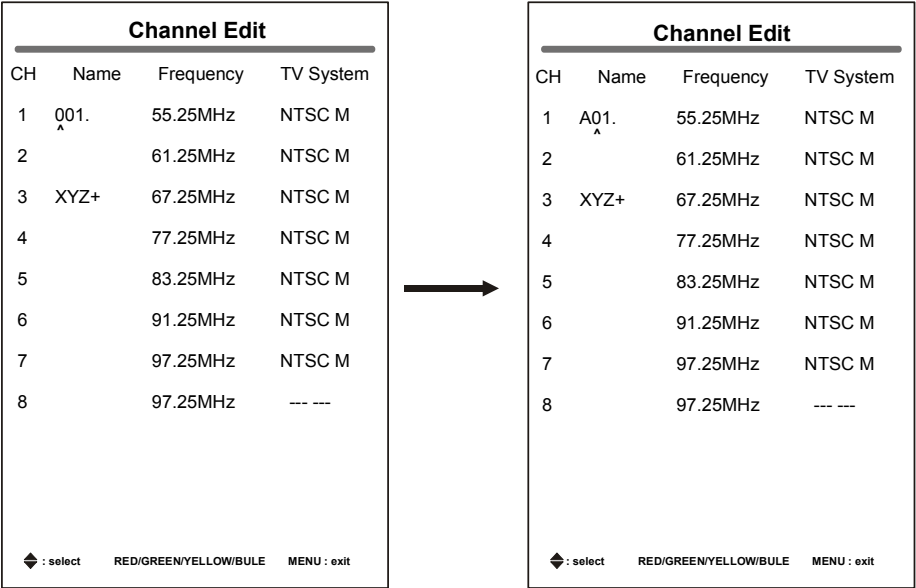 Channel Edit
CH Name Frequency TV System
1 001. 55.25MHz NTSC M
^
2 61.25MHz NTSC M
3 XYZ+ 67.25MHz NTSC M
4 77.25MHz NTSC M
5 83.25MHz NTSC M
6 91.25MHz NTSC M
7 97.25MHz NTSC M
8 97.25MHz --- ---
: select RED/GREEN/YELLOW/BULE MENU : exit
Channel Edit
CH Name Frequency TV System
1 A01. 55.25MHz NTSC M
^
2 61.25MHz NTSC M
3 XYZ+ 67.25MHz NTSC M
4 77.25MHz NTSC M
5 83.25MHz NTSC M
6 91.25MHz NTSC M
7 97.25MHz NTSC M
8 97.25MHz --- ---
: select RED/GREEN/YELLOW/BULE MENU : exit